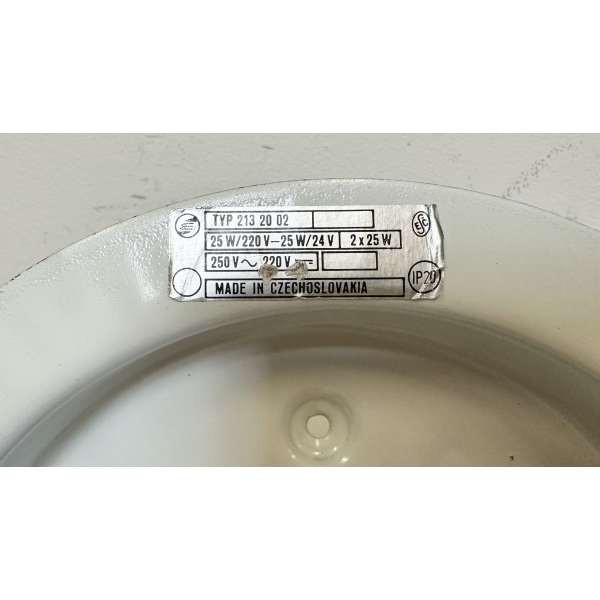 TYP 213 20 02
25 W/220 V–25 W/24 V 2 x 25 W
250 V ~ 220 V ⎓
MADE IN CZECHOSLOVAKIA
IP20